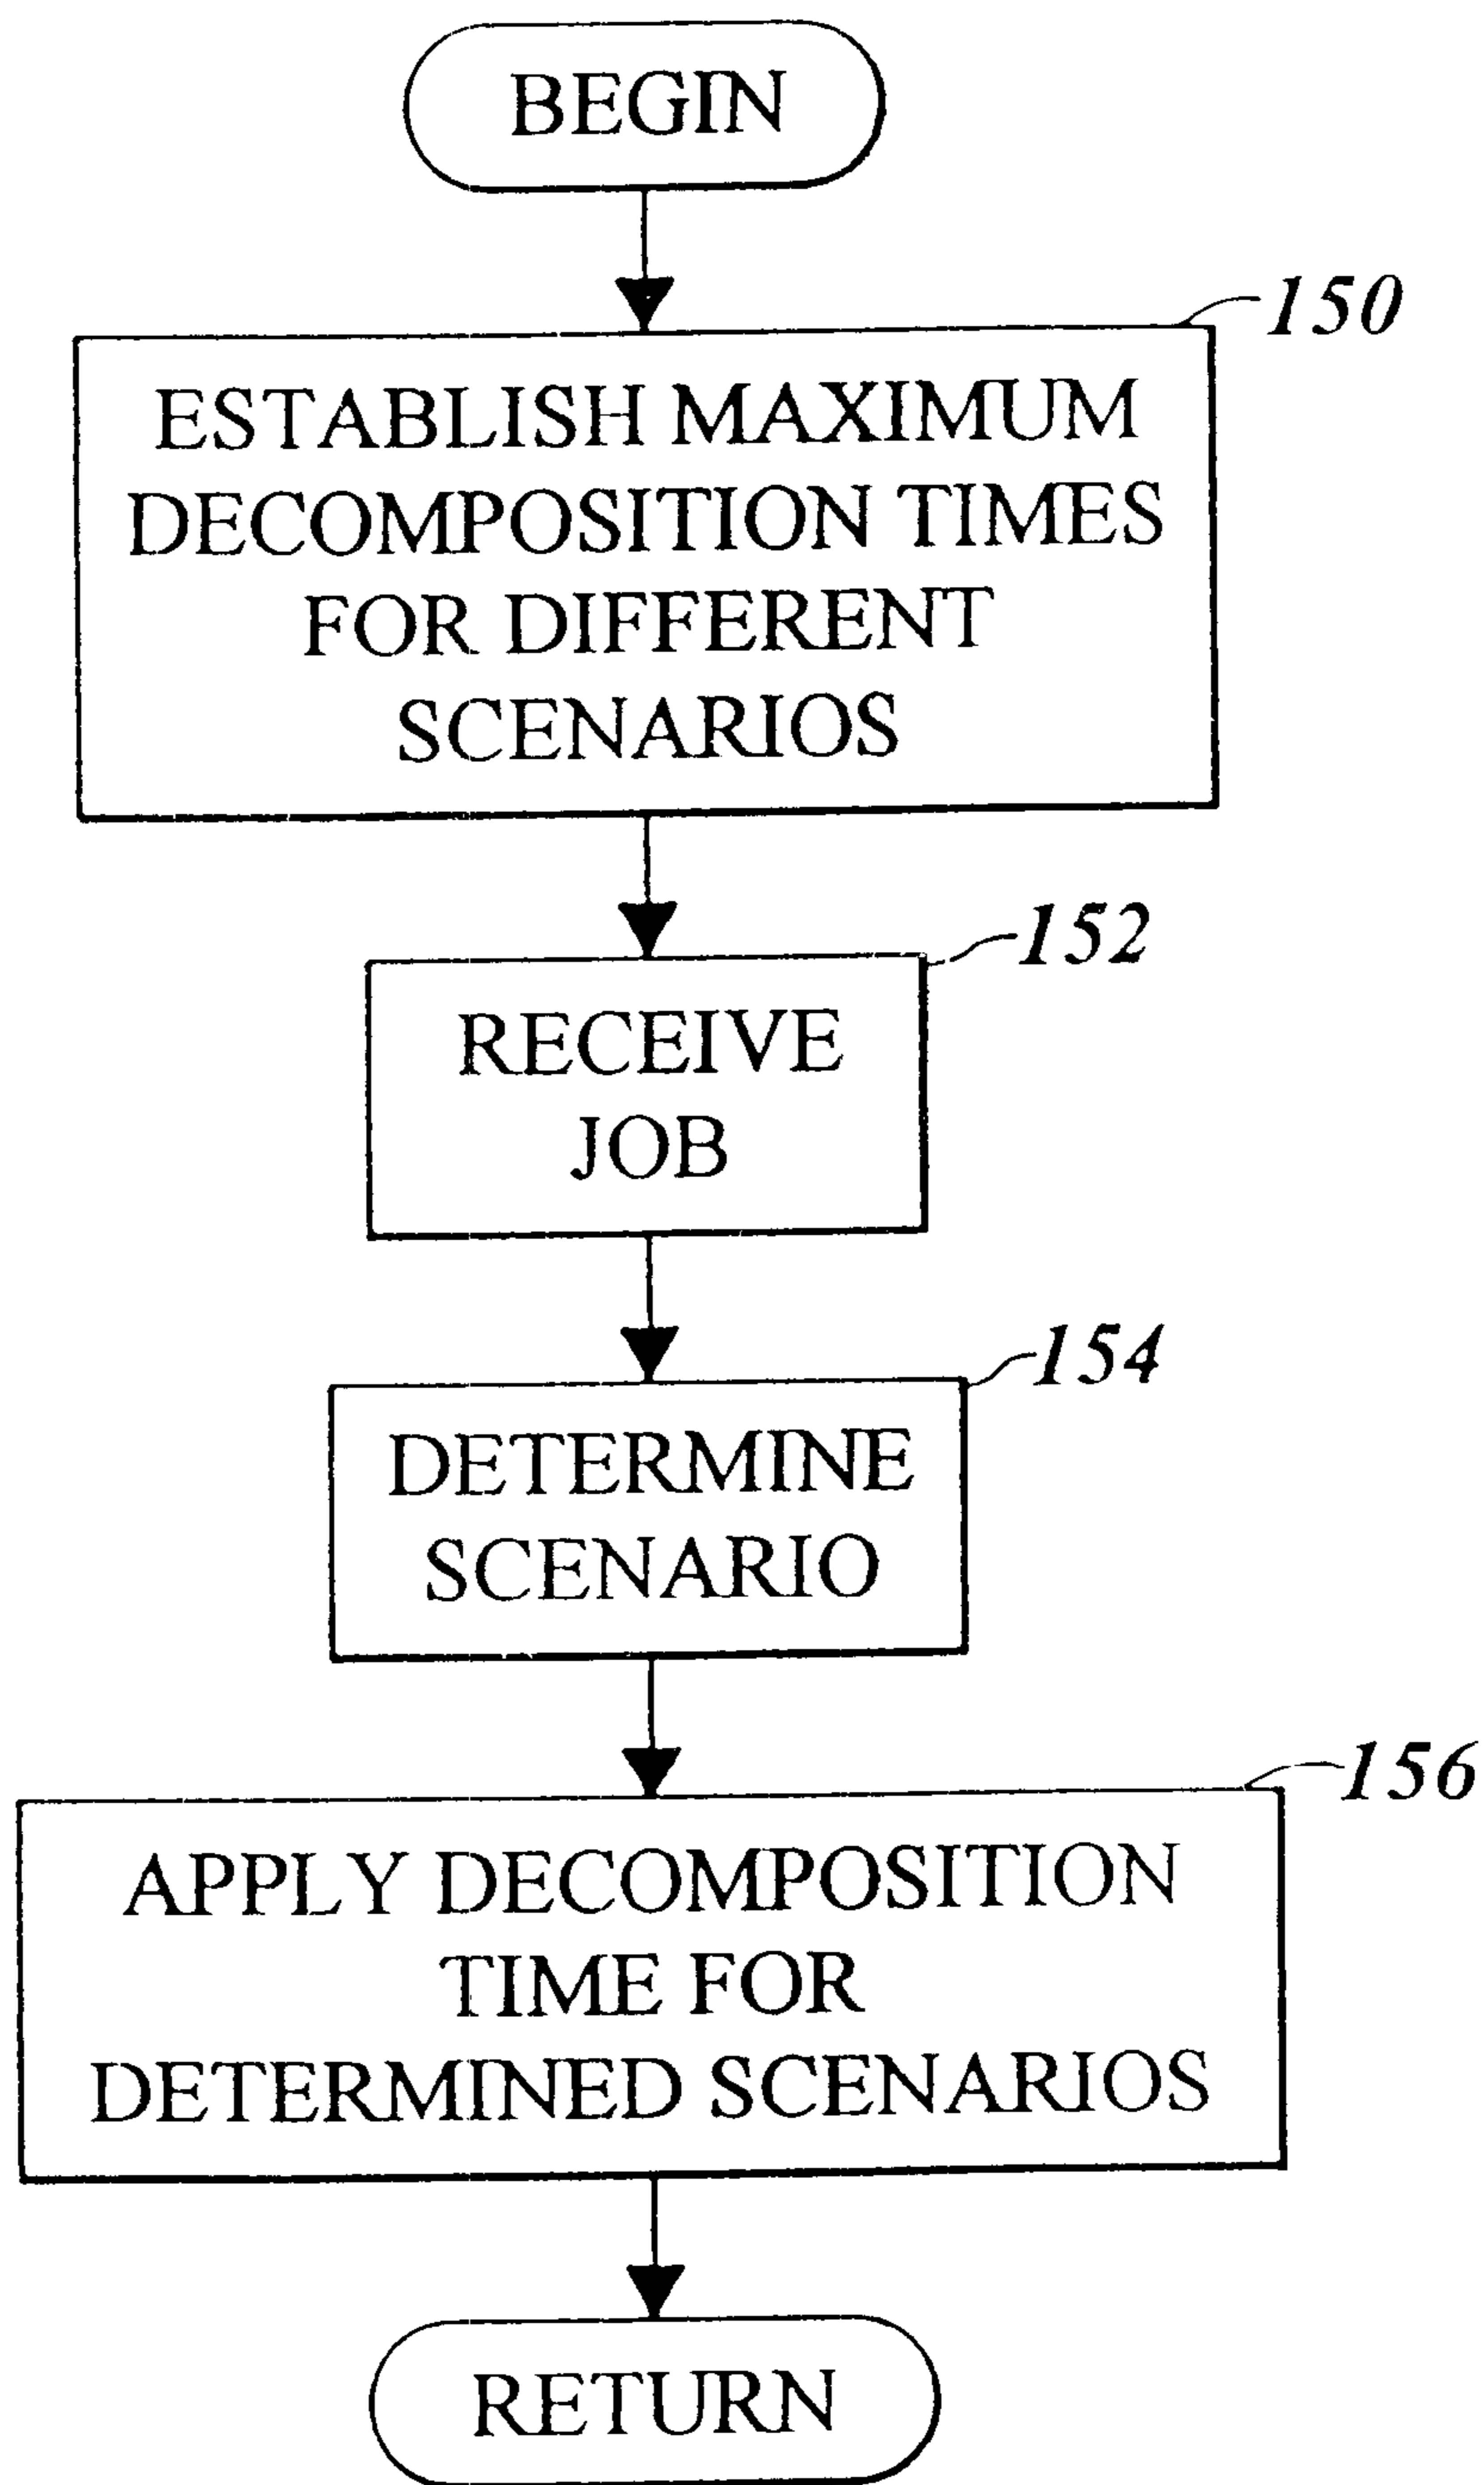 BEGIN
150
ESTABLISH MAXIMUM
DECOMPOSITION TIMES
FOR DIFFERENT
SCENARIOS
152
RECEIVE
JOB
154
DETERMINE
SCENARIO
156
APPLY DECOMPOSITION
TIME FOR
DETERMINED SCENARIOS
RETURN